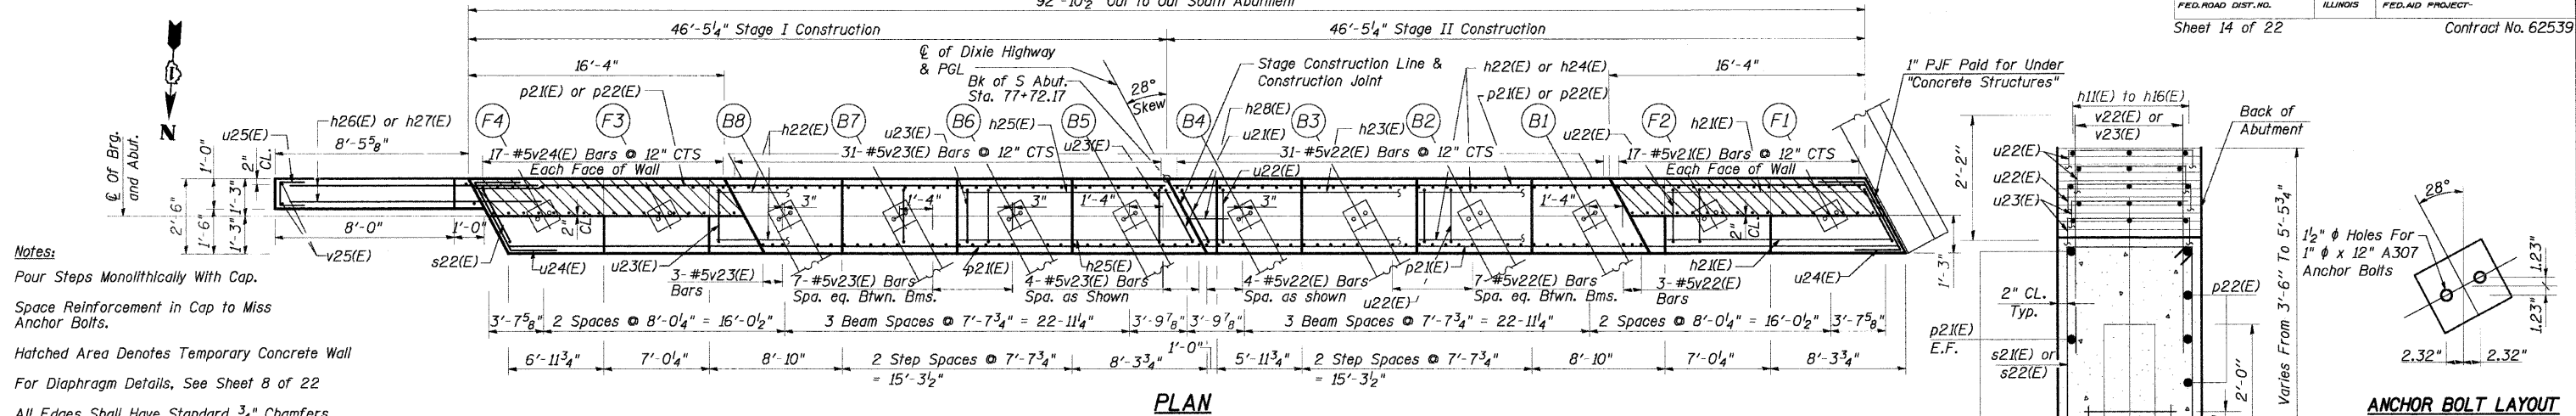 92'-10½" Out to Out South Abutment
FED. ROAD DIST. NO.
ILLINOIS
FED. AID PROJECT-
Sheet 14 of 22
Contract No. 62539
46'-5¼" Stage I Construction
46'-5¼" Stage II Construction
℄ of Dixie Highway
& PGL
Bk of S Abut.
Sta. 77+72.17
28°
Skew
Stage Construction Line &
Construction Joint
h22(E) or h24(E)
p21(E) or p22(E)
16'-4"
16'-4"
1" PJF Paid for Under
"Concrete Structures"
p21(E) or p22(E)
N
u25(E)
h26(E) or h27(E)
8'-5⅝"
F4
F3
B8
B7
B6
B5
B4
B3
B2
B1
F2
F1
h22(E)
u23(E)
h25(E)
u23(E)
h28(E)
u21(E)
u22(E)
h23(E)
u22(E)
h21(E)
17-#5v24(E) Bars @ 12" CTS
Each Face of Wall
31-#5v23(E) Bars @ 12" CTS
31-#5v22(E) Bars @ 12" CTS
17-#5v21(E) Bars @ 12" CTS
Each Face of Wall
℄ Of Brg.
and Abut.
1'-0"
2"
CL.
2'-6"
1'-6"
1'-3"
1'-3"
8'-0"
1'-0"
v25(E)
s22(E)
u24(E)
2"
CL.
u23(E)
3"
1'-4"
3"
1'-4"
3"
1'-4"
2"
CL.
3-#5v23(E)
Bars
7-#5v23(E) Bars
Spa. eq. Btwn. Bms.
p21(E)
h25(E)
4-#5v23(E) Bars
Spa. as Shown
4-#5v22(E) Bars
Spa. as shown
u22(E)
p21(E)
7-#5v22(E) Bars
Spa. eq. Btwn. Bms.
3-#5v22(E)
Bars
h21(E)
u24(E)
1'-3"
3'-7⅝"
2 Spaces @ 8'-0¼" = 16'-0½"
3 Beam Spaces @ 7'-7¾" = 22-11¼"
3'-9⅞"
3'-9⅞"
3 Beam Spaces @ 7'-7¾" = 22-11¼"
2 Spaces @ 8'-0¼" = 16'-0½"
3'-7⅝"
6'-11¾"
7'-0¼"
8'-10"
2 Step Spaces @ 7'-7¾"
= 15'-3½"
8'-3¾"
1'-0"
5'-11¾"
2 Step Spaces @ 7'-7¾"
= 15'-3½"
8'-10"
7'-0¼"
8'-3¾"
PLAN
Notes:
Pour Steps Monolithically With Cap.
Space Reinforcement in Cap to Miss
Anchor Bolts.
Hatched Area Denotes Temporary Concrete Wall
For Diaphragm Details, See Sheet 8 of 22
All Edges Shall Have Standard ¾" Chamfers
h11(E) to h16(E)
v22(E) or
v23(E)
Back of
Abutment
u22(E)
u22(E)
u23(E)
2'-2"
2" CL.
Typ.
p21(E)
E.F.
s21(E) or
s22(E)
p22(E)
2'-0"
Varies From 3'-6" To 5'-5¾"
28°
1½" ϕ Holes For
1" ϕ x 12" A307
Anchor Bolts
1.23"
1.23"
2.32"
2.32"
ANCHOR BOLT LAYOUT